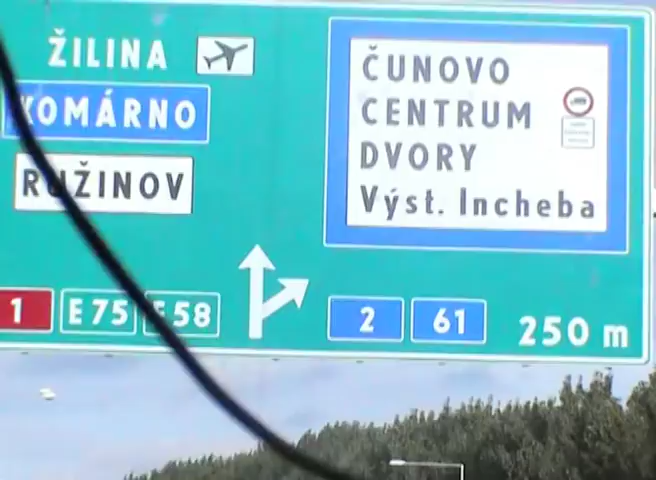 ŽILINA
KOMÁRNO
RUŽINOV
1 E 75 E 58
ČUNOVO
CENTRUM
DVORY
Výst. Incheba
2 61 250 m